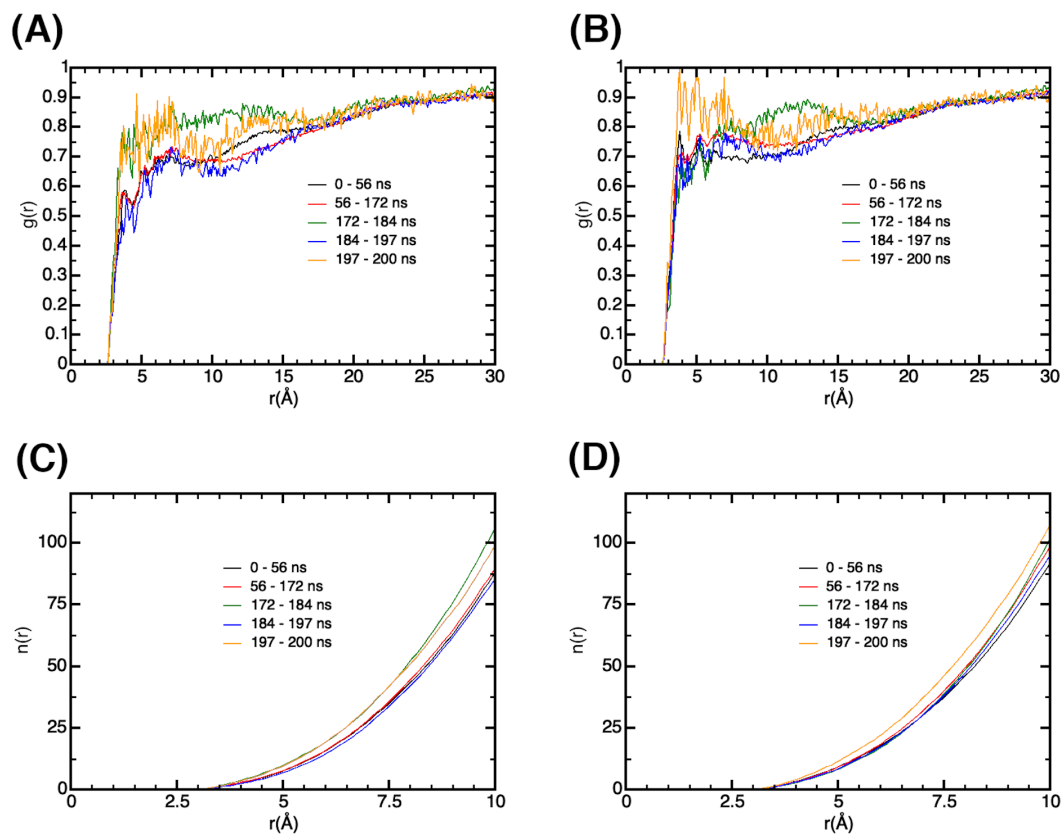 (A)
1
0.9
0.8
0.7
0.6
0.5
0.4
0.3
0.2
0.1
0
g(r)
0 - 56 ns
56 - 172 ns
172 - 184 ns
184 - 197 ns
197 - 200 ns
0 5 10 15 20 25 30
r(Å)
(B)
1
0.9
0.8
0.7
0.6
0.5
0.4
0.3
0.2
0.1
0
g(r)
0 - 56 ns
56 - 172 ns
172 - 184 ns
184 - 197 ns
197 - 200 ns
0 5 10 15 20 25 30
r(Å)
(C)
100
75
50
25
0
n(r)
0 - 56 ns
56 - 172 ns
172 - 184 ns
184 - 197 ns
197 - 200 ns
0 2.5 5 7.5 10
r(Å)
(D)
100
75
50
25
0
n(r)
0 - 56 ns
56 - 172 ns
172 - 184 ns
184 - 197 ns
197 - 200 ns
0 2.5 5 7.5 10
r(Å)